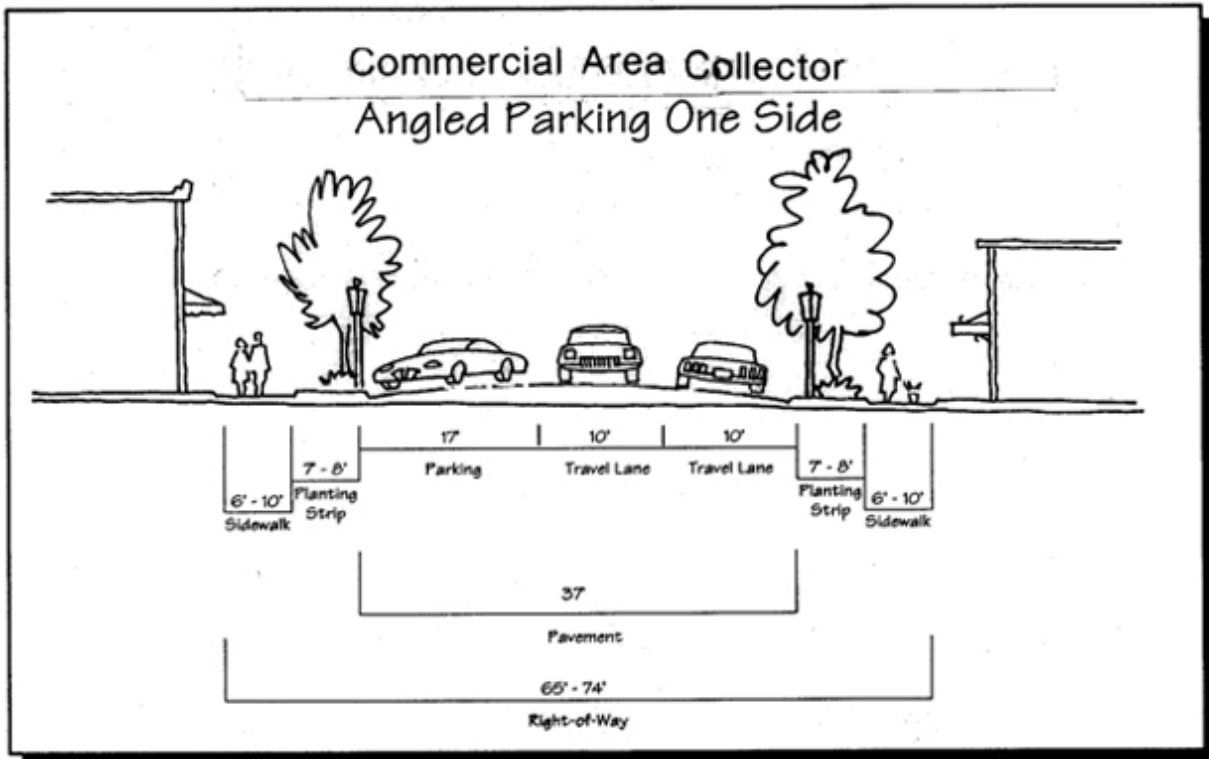 Commercial Area Collector
Angled Parking One Side
17'
10'
10'
Parking
Travel Lane
Travel Lane
7' - 8'
Planting
Strip
7' - 8'
Planting
Strip
6' - 10'
Sidewalk
6' - 10'
Sidewalk
37'
Pavement
65' - 74'
Right-of-Way